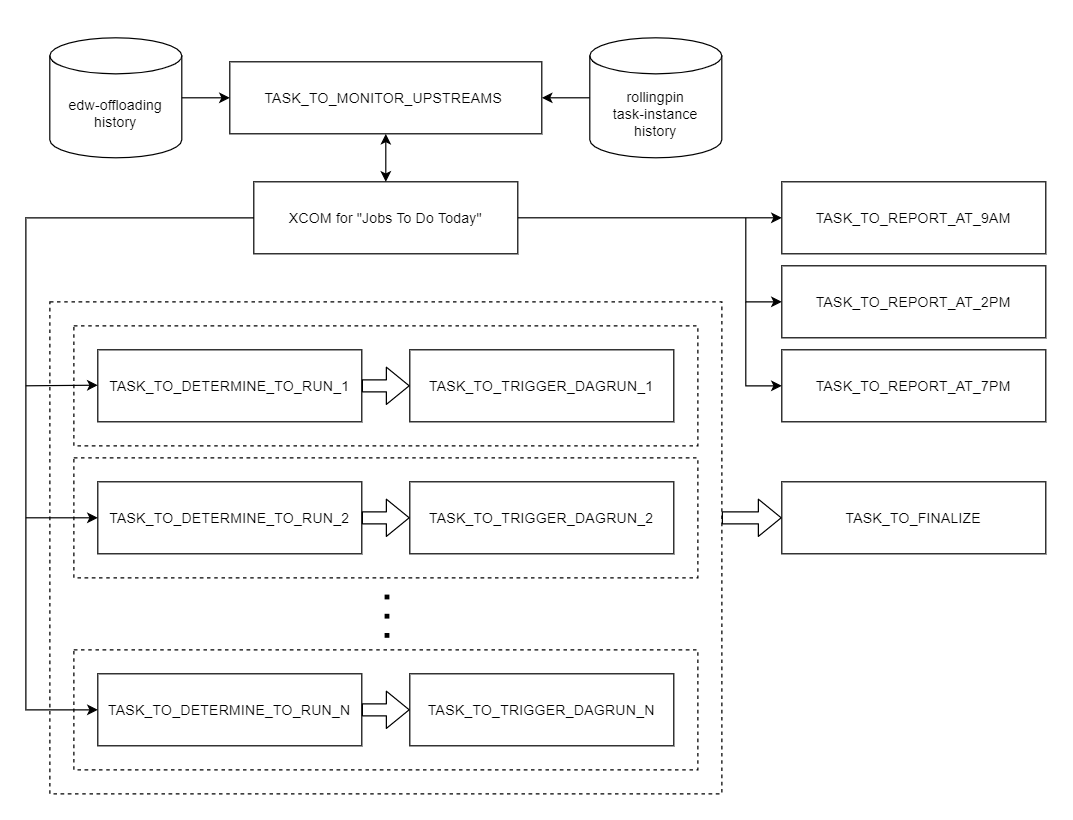 edw-offloading
history
TASK_TO_MONITOR_UPSTREAMS
rollingpin
task-instance
history
XCOM for "Jobs To Do Today"
TASK_TO_REPORT_AT_9AM
TASK_TO_REPORT_AT_2PM
TASK_TO_DETERMINE_TO_RUN_1
TASK_TO_TRIGGER_DAGRUN_1
TASK_TO_REPORT_AT_7PM
TASK_TO_DETERMINE_TO_RUN_2
TASK_TO_TRIGGER_DAGRUN_2
TASK_TO_FINALIZE
TASK_TO_DETERMINE_TO_RUN_N
TASK_TO_TRIGGER_DAGRUN_N